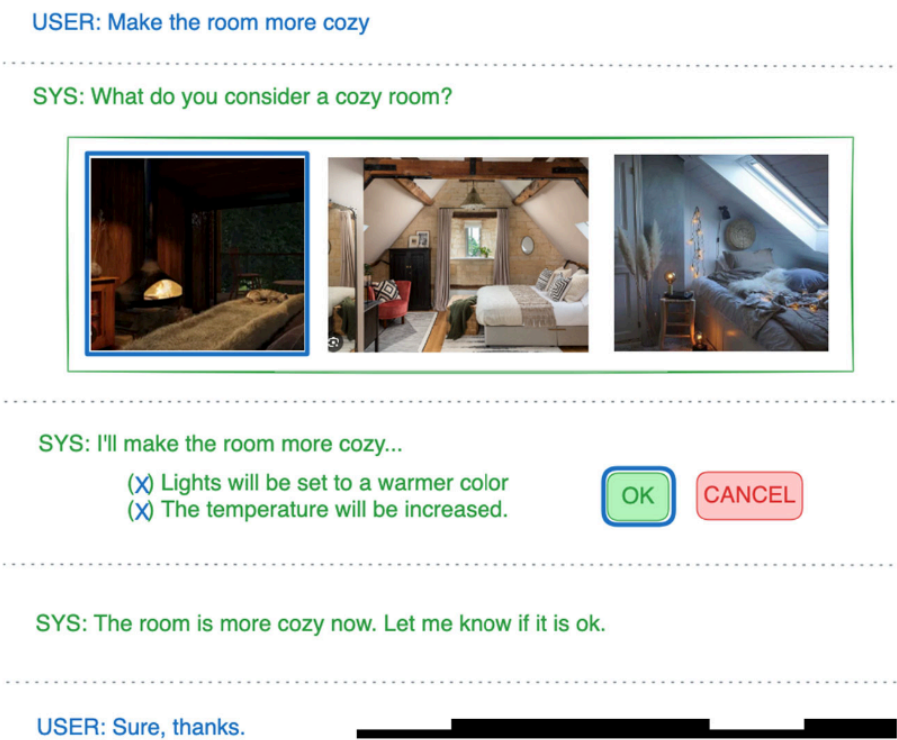 USER: Make the room more cozy
SYS: What do you consider a cozy room?
SYS: I'll make the room more cozy...
(X) Lights will be set to a warmer color
(X) The temperature will be increased.
OK
CANCEL
SYS: The room is more cozy now. Let me know if it is ok.
USER: Sure, thanks.